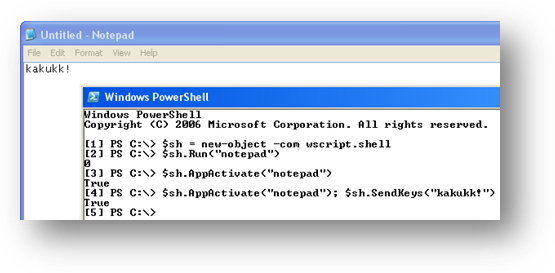 Untitled - Notepad
File Edit Format View Help
kakukk!
Windows PowerShell
Windows PowerShell
Copyright (C) 2006 Microsoft Corporation. All rights reserved.
[1] PS C:\> $sh = new-object -com wscript.shell
[2] PS C:\> $sh.Run("notepad")
0
[3] PS C:\> $sh.AppActivate("notepad")
True
[4] PS C:\> $sh.AppActivate("notepad"); $sh.SendKeys("kakukk!")
True
[5] PS C:\>